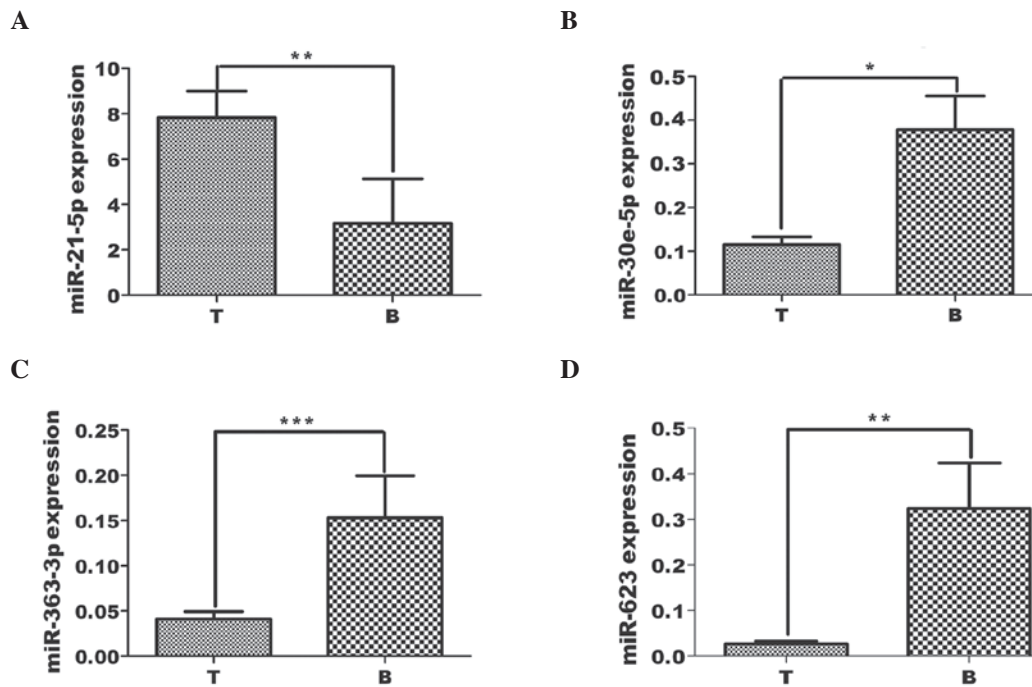 A
miR-21-5p expression
10
8
6
4
2
0
**
T
B
B
miR-30e-5p expression
0.5
0.4
0.3
0.2
0.1
0.0
*
T
B
C
miR-363-3p expression
0.25
0.20
0.15
0.10
0.05
0.00
***
T
B
D
miR-623 expression
0.5
0.4
0.3
0.2
0.1
0.0
**
T
B